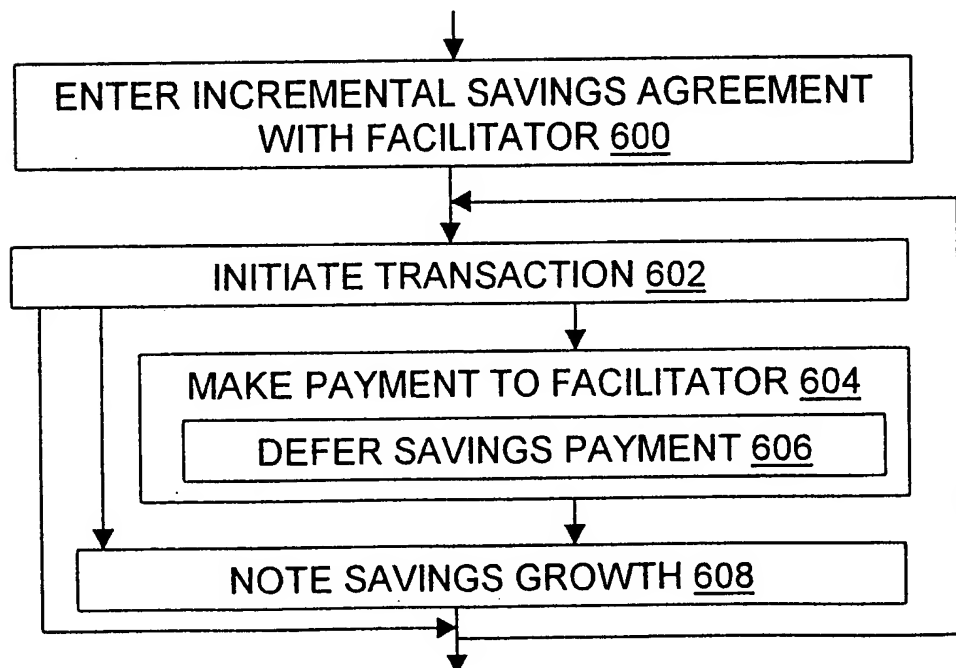 ENTER INCREMENTAL SAVINGS AGREEMENT
WITH FACILITATOR 600
INITIATE TRANSACTION 602
MAKE PAYMENT TO FACILITATOR 604
DEFER SAVINGS PAYMENT 606
NOTE SAVINGS GROWTH 608